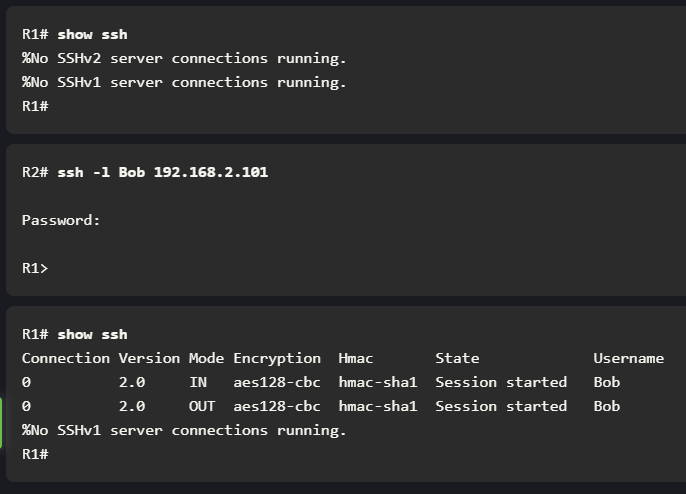 R1# show ssh
%No SSHv2 server connections running.
%No SSHv1 server connections running.
R1#
R2# ssh -l Bob 192.168.2.101
Password:
R1>
R1# show ssh
Connection Version Mode Encryption  Hmac       State             Username
0          2.0     IN   aes128-cbc  hmac-sha1  Session started   Bob
0          2.0     OUT  aes128-cbc  hmac-sha1  Session started   Bob
%No SSHv1 server connections running.
R1#